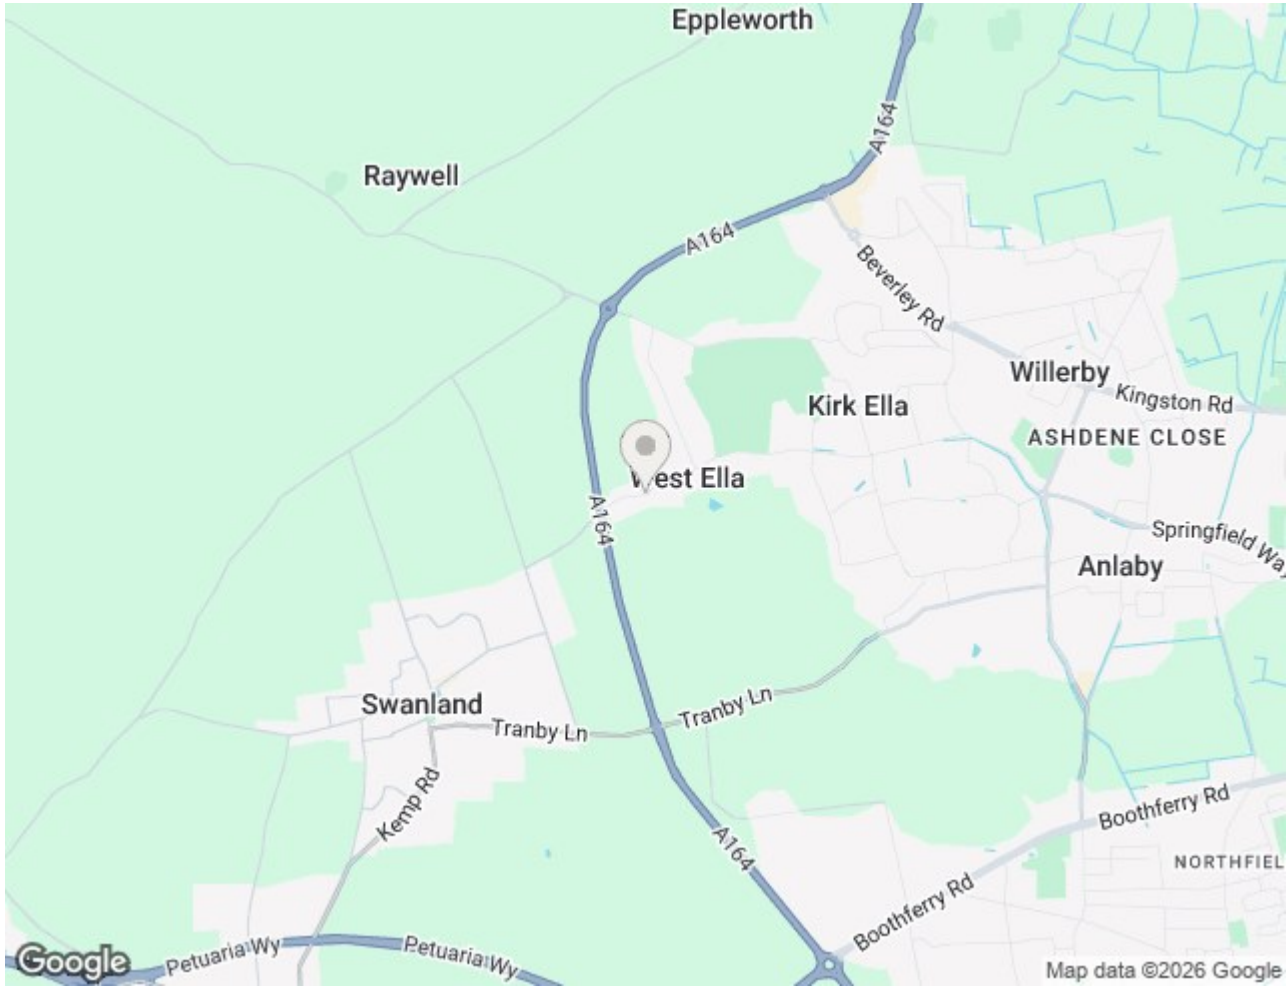 Eppleworth
A164
Raywell
A164
Beverley Rd
Willerby
Kingston Rd
Kirk Ella
ASHDENE CLOSE
West Ella
A164
Springfield Way
Anlaby
Swanland
Tranby Ln
Tranby Ln
Kemp Rd
Boothferry Rd
A164
NORTHFIEL
Boothferry Rd
Petuaria Wy
Petuaria Wy
Google
Map data ©2026 Google